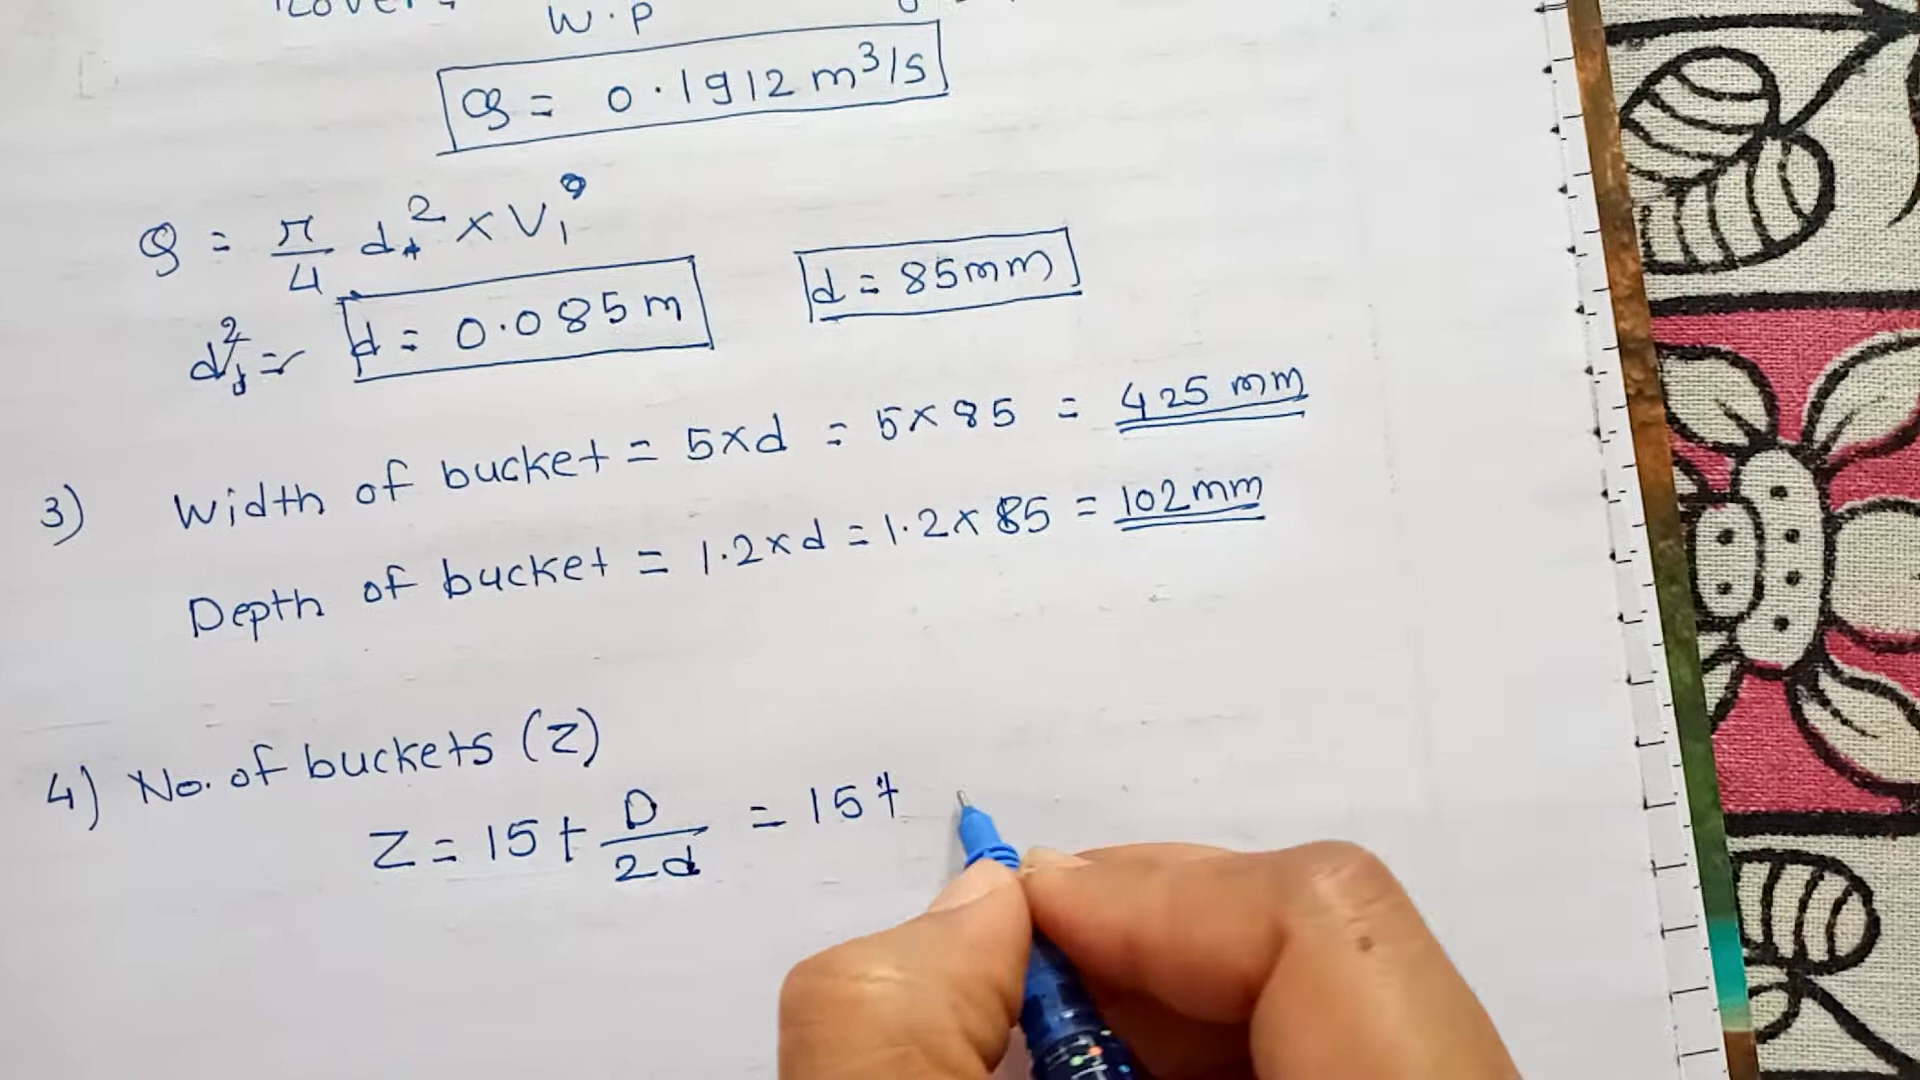 W.P
Q = 0.1912 m³/s
Q = π/4 d² × V₁
d² = d = 0.085 m d = 85mm
3) Width of bucket = 5×d = 5×85 = 425 mm
Depth of bucket = 1.2×d = 1.2×85 = 102mm
4) No. of buckets (Z)
Z = 15 + D/2d = 15 +